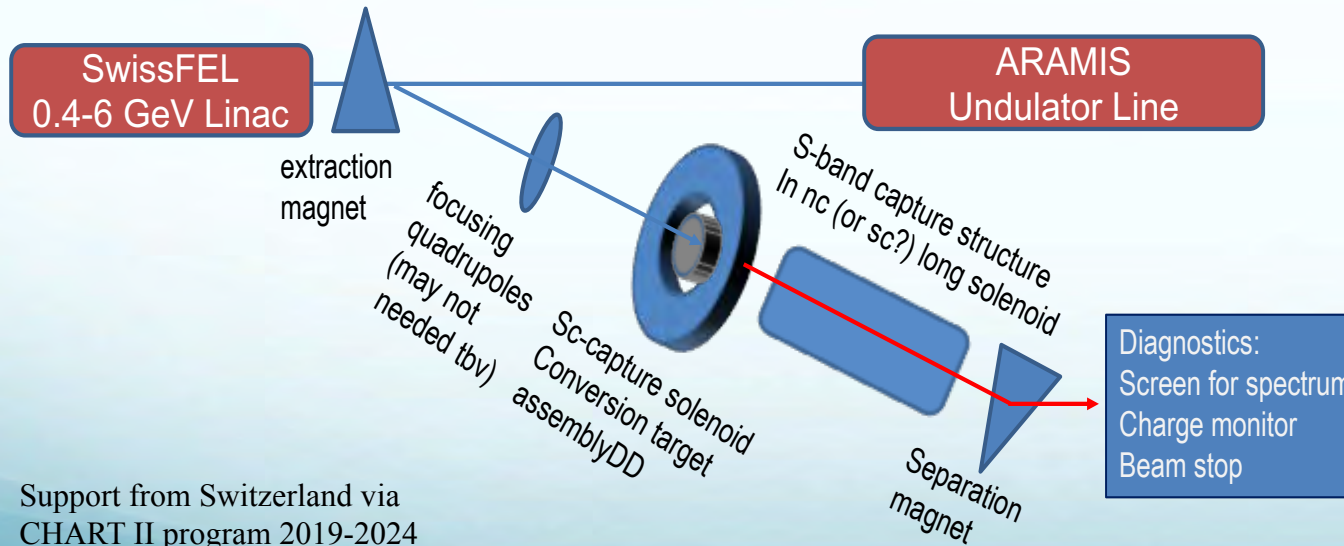 SwissFEL
0.4-6 GeV Linac
ARAMIS
Undulator Line
extraction
magnet
focusing
quadrupoles
(may not
needed tbv)
Sc-capture solenoid
Conversion target
assemblyDD
S-band capture structure
In nc (or sc?) long solenoid
Separation
magnet
Diagnostics:
Screen for spectrum
Charge monitor
Beam stop
Support from Switzerland via
CHART II program 2019-2024